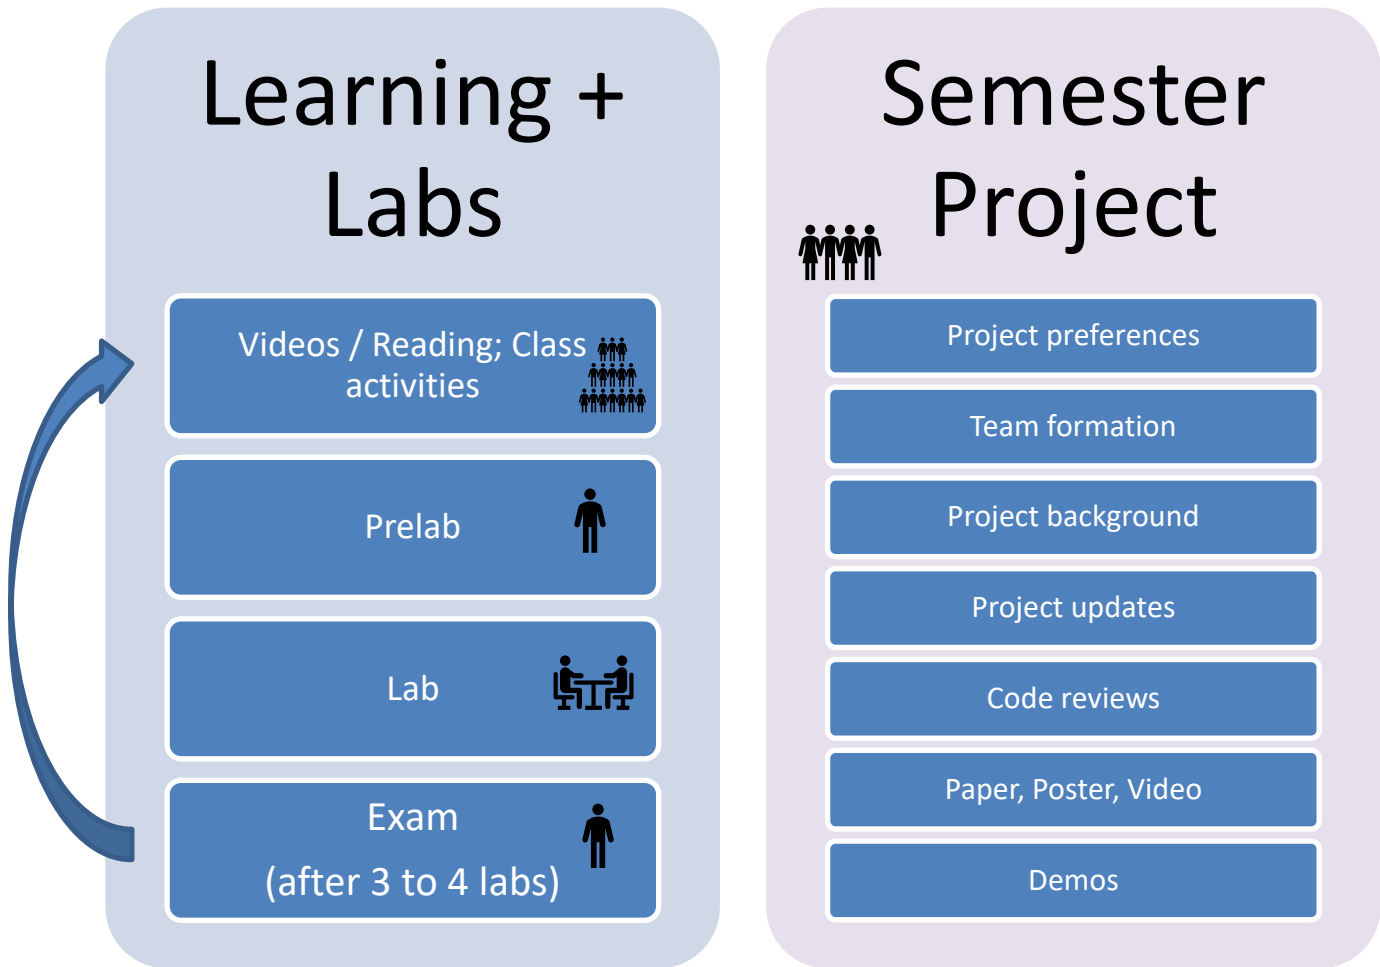 Learning +
Labs
Videos / Reading; Class
activities
Prelab
Lab
Exam
(after 3 to 4 labs)
Semester
Project
Project preferences
Team formation
Project background
Project updates
Code reviews
Paper, Poster, Video
Demos